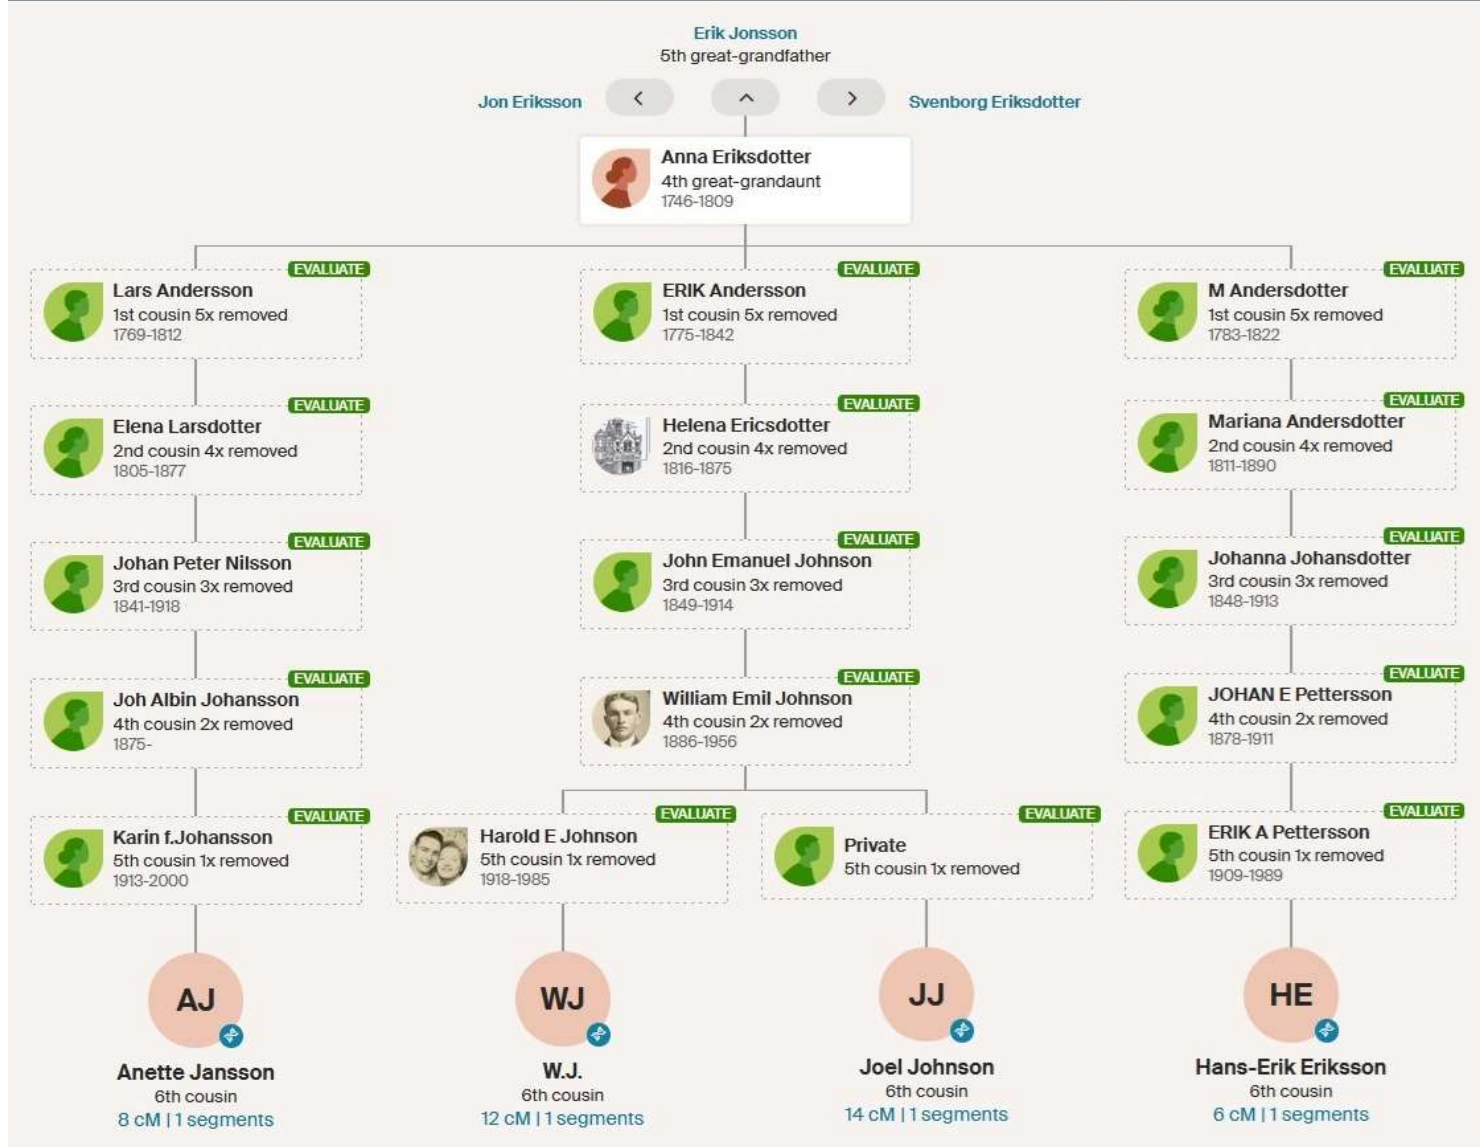 Erik Jonsson
5th great-grandfather
Jon Eriksson
Svenborg Eriksdotter
Anna Eriksdotter
4th great-grandaunt
1746-1809
EVALUATE
Lars Andersson
1st cousin 5x removed
1769-1812
EVALUATE
ERIK Andersson
1st cousin 5x removed
1775-1842
EVALUATE
M Andersdotter
1st cousin 5x removed
1783-1822
EVALUATE
Elena Larsdotter
2nd cousin 4x removed
1805-1877
EVALUATE
Helena Ericsdotter
2nd cousin 4x removed
1816-1875
EVALUATE
Mariana Andersdotter
2nd cousin 4x removed
1811-1890
EVALUATE
Johan Peter Nilsson
3rd cousin 3x removed
1841-1918
EVALUATE
John Emanuel Johnson
3rd cousin 3x removed
1849-1914
EVALUATE
Johanna Johansdotter
3rd cousin 3x removed
1848-1913
EVALUATE
Joh Albin Johansson
4th cousin 2x removed
1875-
EVALUATE
William Emil Johnson
4th cousin 2x removed
1886-1956
EVALUATE
JOHAN E Pettersson
4th cousin 2x removed
1878-1911
EVALUATE
Karin f.Johansson
5th cousin 1x removed
1913-2000
EVALUATE
Harold E Johnson
5th cousin 1x removed
1918-1985
EVALUATE
Private
5th cousin 1x removed
EVALUATE
ERIK A Pettersson
5th cousin 1x removed
1909-1989
AJ
Anette Jansson
6th cousin
8 cM | 1 segments
WJ
W.J.
6th cousin
12 cM | 1 segments
JJ
Joel Johnson
6th cousin
14 cM | 1 segments
HE
Hans-Erik Eriksson
6th cousin
6 cM | 1 segments